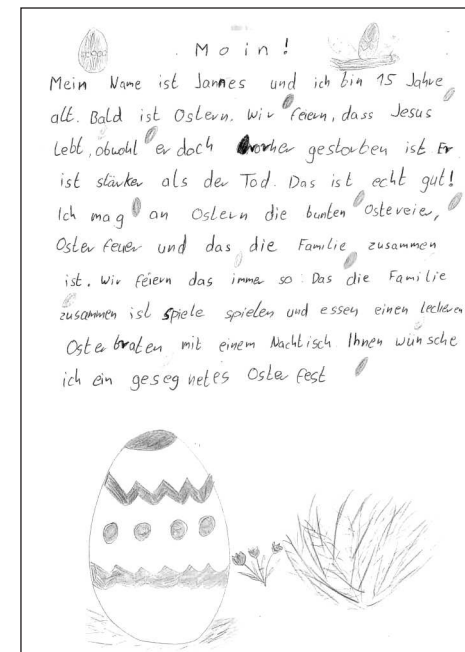 Moin!
Mein Name ist Jannes und ich bin 15 Jahre
alt. Bald ist Ostern. Wir feiern, dass Jesus
lebt, obwohl er doch vorher gestorben ist. Er
ist stärker als der Tod. Das ist echt gut!
Ich mag an Ostern die bunten Ostereier,
Osterfeuer und das die Familie zusammen
ist. Wir feiern das immer so: Das die Familie
zusammen ist spiele spielen und essen einen leckeren
Osterbraten mit einem Nachtisch. Ihnen wünsche
ich ein gesegnetes Osterfest